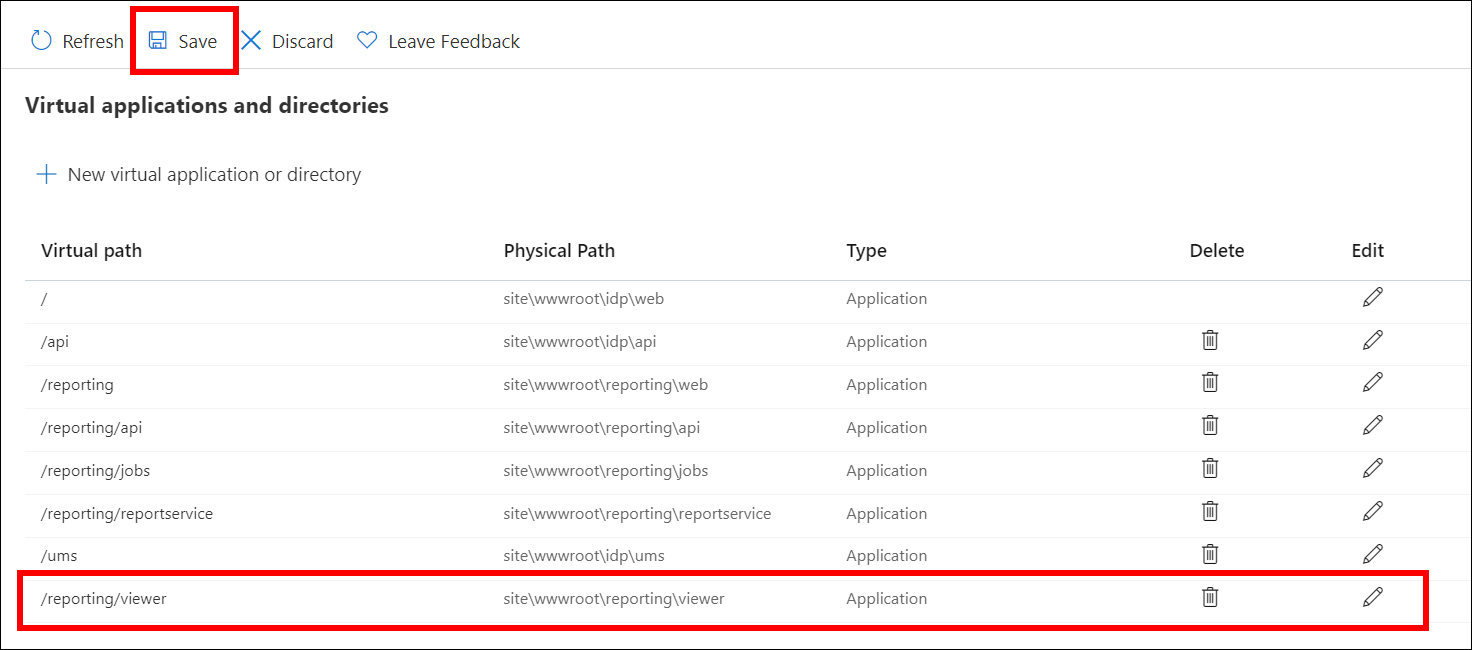 Refresh Save Discard Leave Feedback
Virtual applications and directories
New virtual application or directory
Virtual path Physical Path Type Delete Edit
/ site\wwwroot\idp\web Application
/api site\wwwroot\idp\api Application
/reporting site\wwwroot\reporting\web Application
/reporting/api site\wwwroot\reporting\api Application
/reporting/jobs site\wwwroot\reporting\jobs Application
/reporting/reportservice site\wwwroot\reporting\reportservice Application
/ums site\wwwroot\idp\ums Application
/reporting/viewer site\wwwroot\reporting\viewer Application